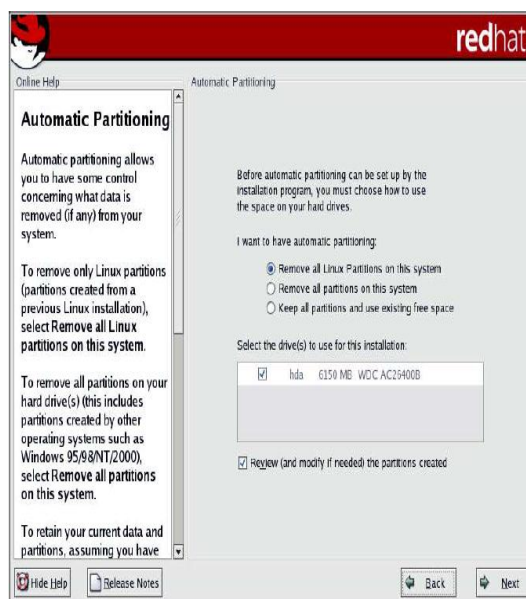 redhat
Online Help
Automatic Partitioning
Automatic partitioning allows
you to have some control
concerning what data is
removed (if any) from your
system.
To remove only Linux partitions
(partitions created from a
previous Linux installation),
select Remove all Linux
partitions on this system.
To remove all partitions on your
hard drive(s) (this includes
partitions created by other
operating systems such as
Windows 95/98/NT/2000),
select Remove all partitions
on this system.
To retain your current data and
partitions, assuming you have
Automatic Partitioning
Before automatic partitioning can be set up by the
installation program, you must choose how to use
the space on your hard drives.
I want to have automatic partitioning:
Remove all Linux Partitions on this system
Remove all partitions on this system
Keep all partitions and use existing free space
Select the drive(s) to use for this installation:
hda 6150 MB WDC AC26400B
Review (and modify if needed) the partitions created
Hide Help
Release Notes
Back
Next